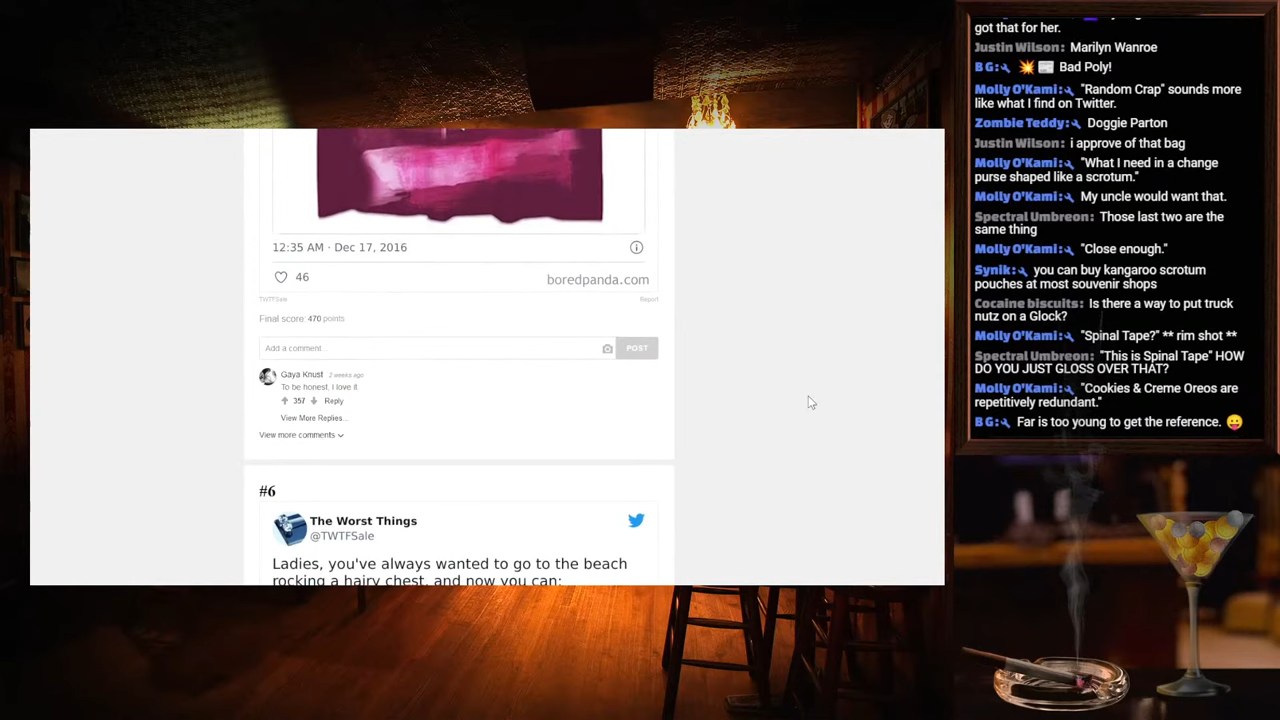 12:35 AM · Dec 17, 2016
46
boredpanda.com
TWTFSale
Report
Final score: 470 points
Add a comment
POST
Gaya Knust 2 weeks ago
To be honest, I love it.
357 Reply
View More Replies...
View more comments
#6
The Worst Things
@TWTFSale
Ladies, you've always wanted to go to the beach
rocking a hairy chest, and now you can:
got that for her.
Justin Wilson: Marilyn Wanroe
BG: 💥 📰 Bad Poly!
Molly O'Kami: "Random Crap" sounds more
like what I find on Twitter.
Zombie Teddy: Doggie Parton
Justin Wilson: i approve of that bag
Molly O'Kami: "What I need in a change
purse shaped like a scrotum."
Molly O'Kami: My uncle would want that.
Spectral Umbreon: Those last two are the
same thing
Molly O'Kami: "Close enough."
Synik: you can buy kangaroo scrotum
pouches at most souvenir shops
Cocaine biscuits: Is there a way to put truck
nutz on a Glock?
Molly O'Kami: "Spinal Tape?" ** rim shot **
Spectral Umbreon: "This is Spinal Tape" HOW
DO YOU JUST GLOSS OVER THAT?
Molly O'Kami: "Cookies & Creme Oreos are
repetitively redundant."
BG: Far is too young to get the reference. 😛